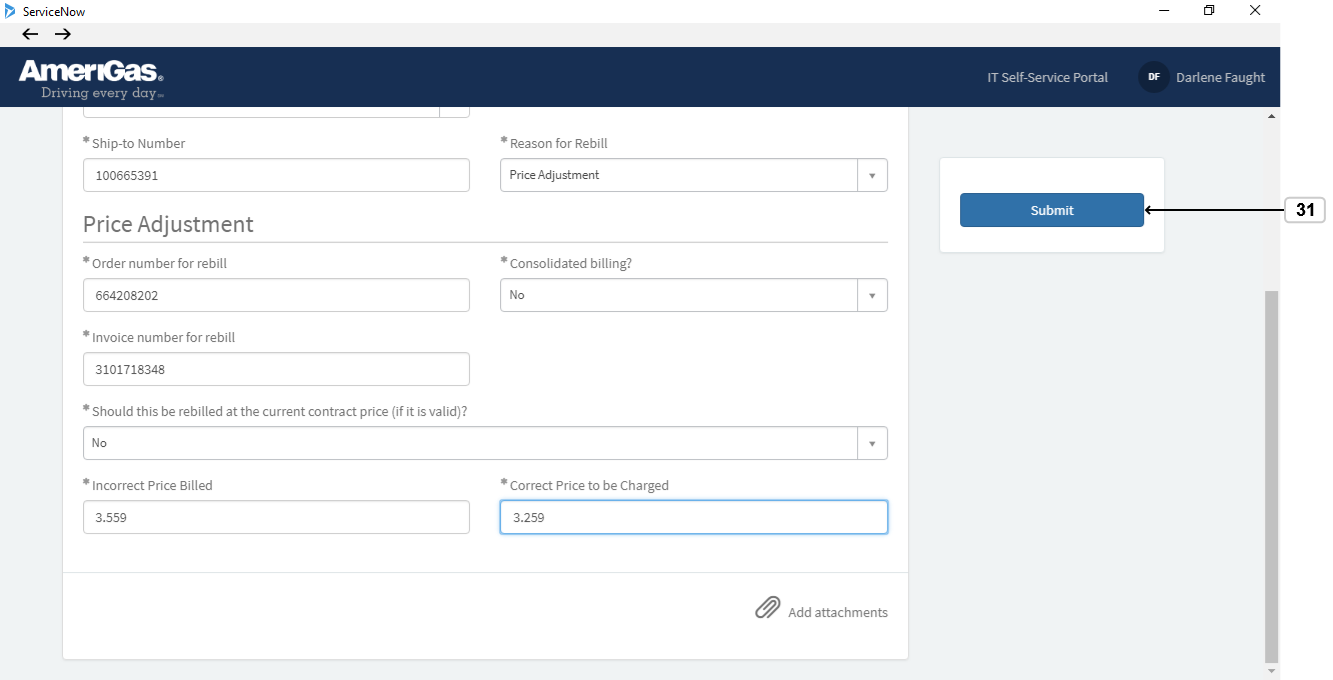 ServiceNow
AmeriGas®
Driving every day℠
IT Self-Service Portal
DF
Darlene Faught
* Ship-to Number
* Reason for Rebill
100665391
Price Adjustment
Submit
31
Price Adjustment
* Order number for rebill
* Consolidated billing?
664208202
No
* Invoice number for rebill
3101718348
* Should this be rebilled at the current contract price (if it is valid)?
No
* Incorrect Price Billed
* Correct Price to be Charged
3.559
3.259
Add attachments